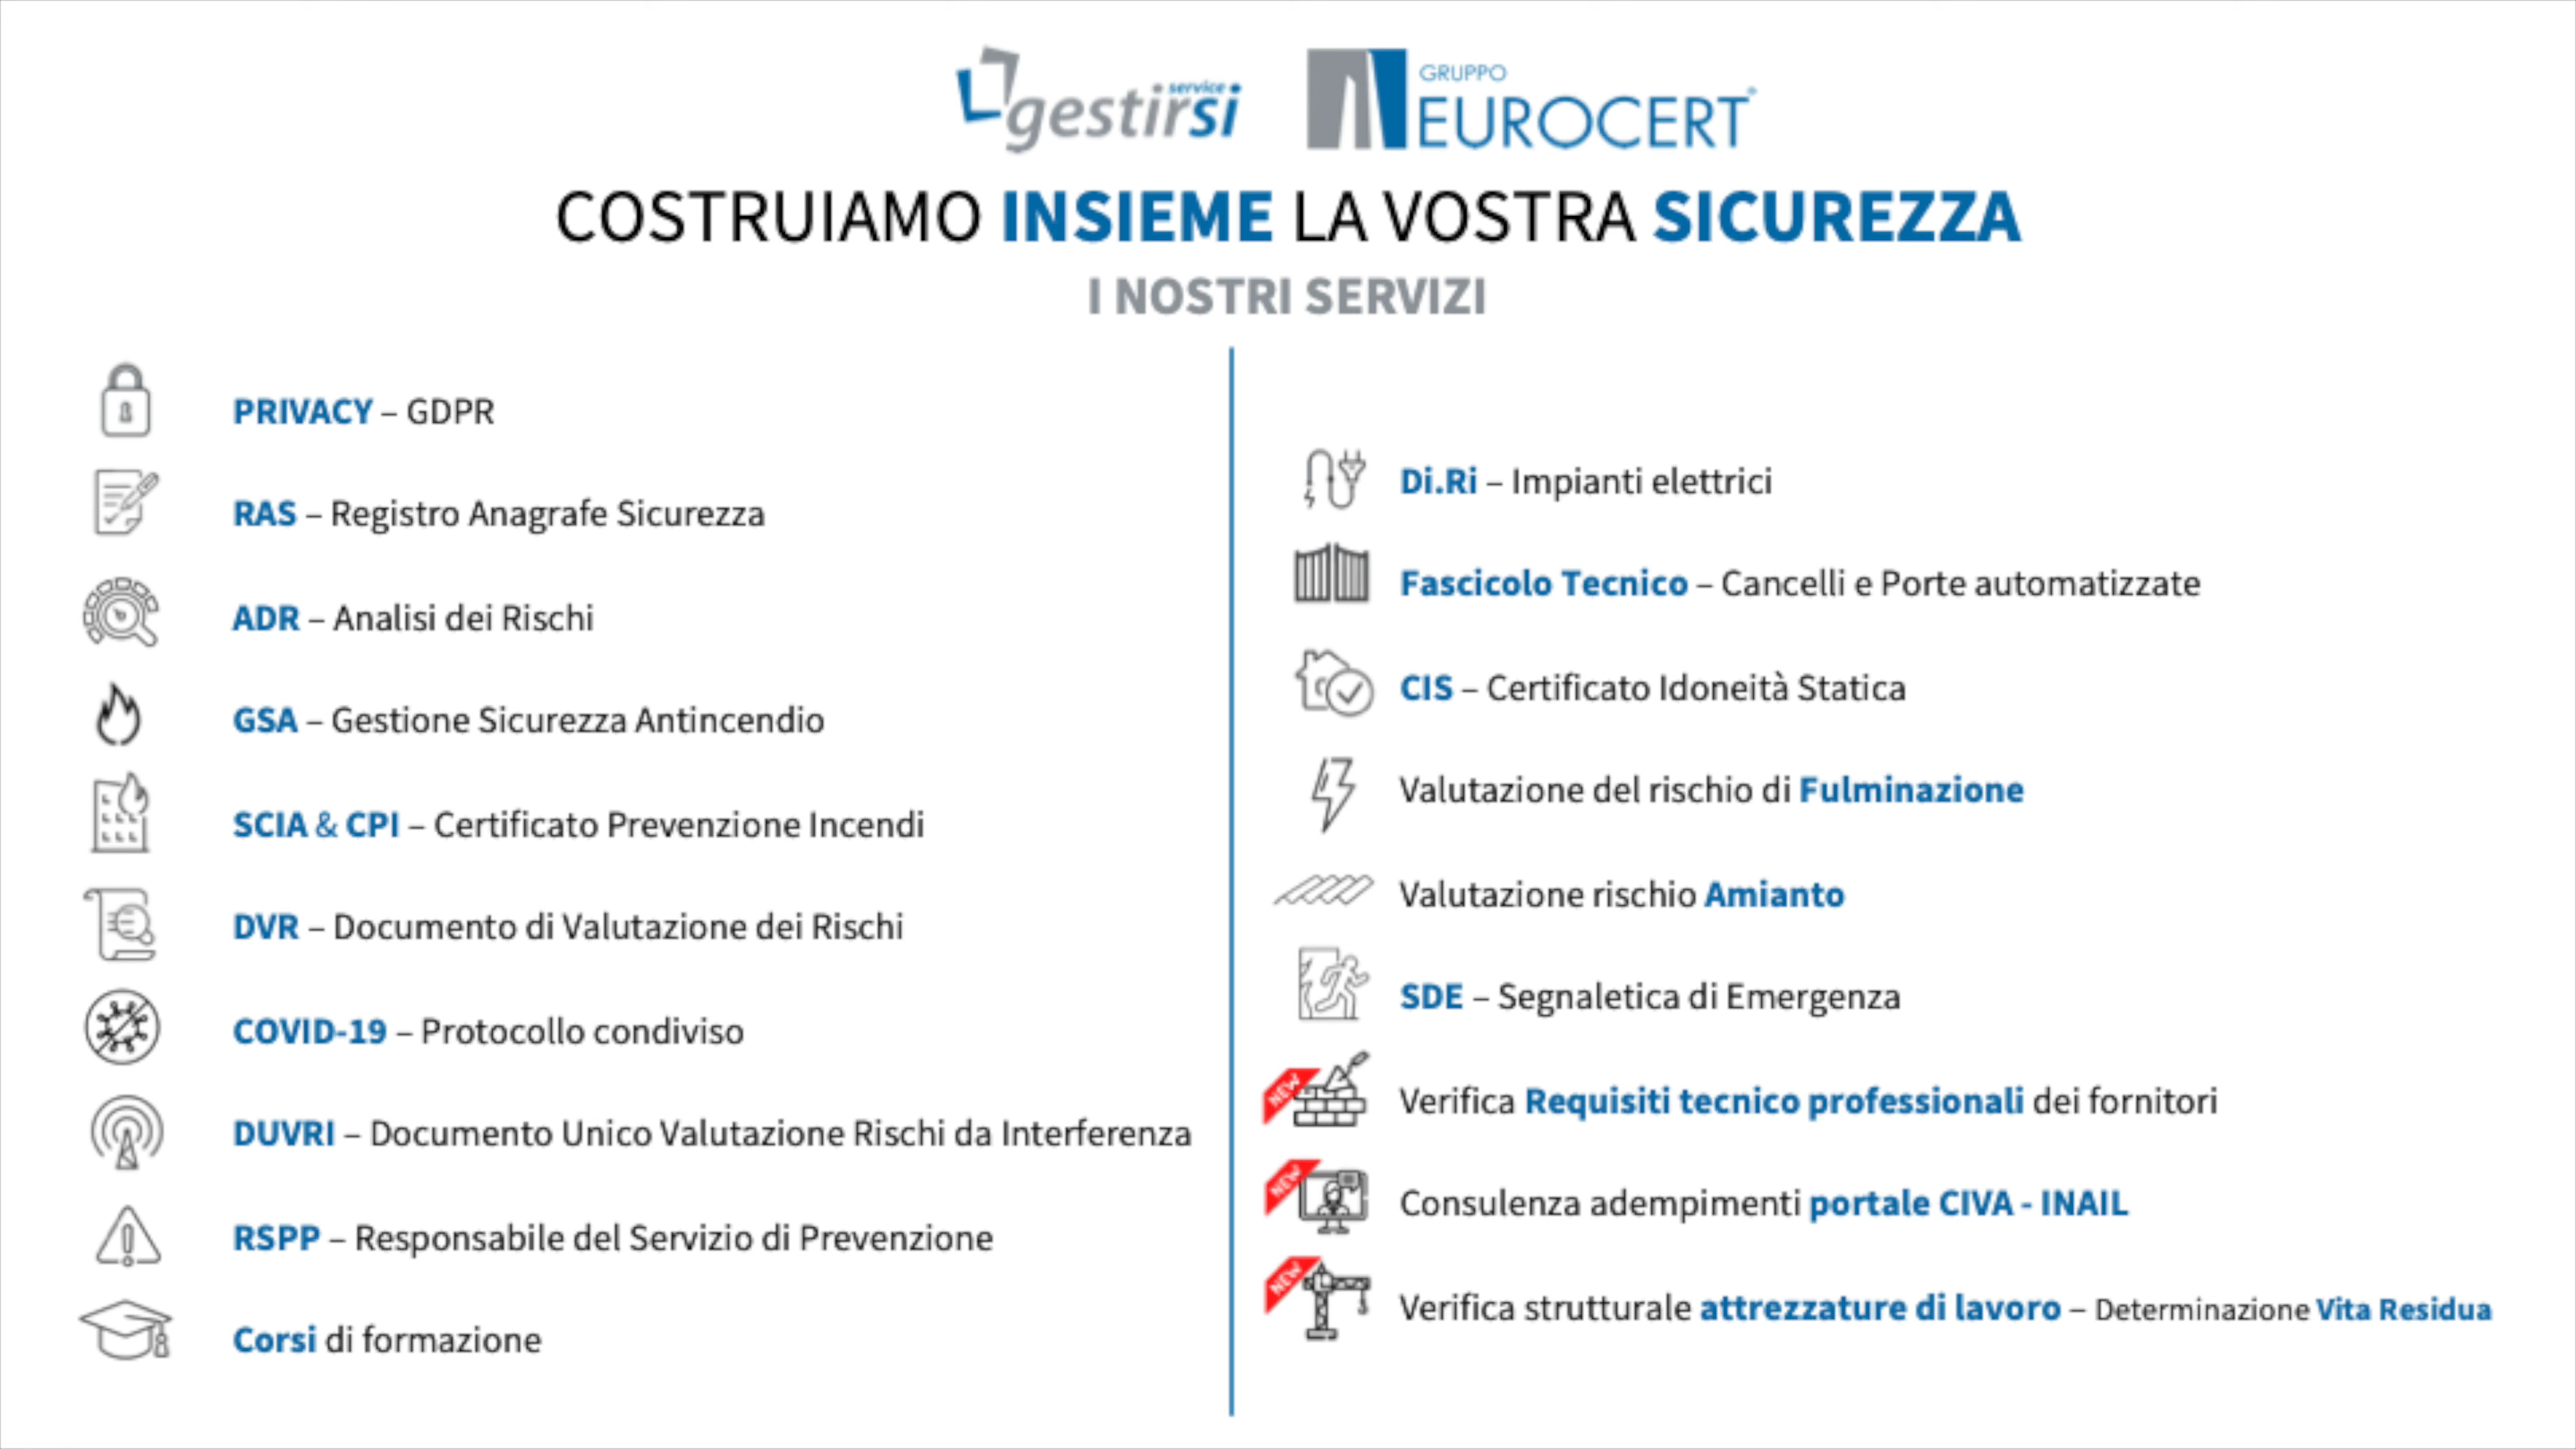 gestirsi service
GRUPPO
EUROCERT®
COSTRUIAMO INSIEME LA VOSTRA SICUREZZA
I NOSTRI SERVIZI
PRIVACY – GDPR
RAS – Registro Anagrafe Sicurezza
ADR – Analisi dei Rischi
GSA – Gestione Sicurezza Antincendio
SCIA & CPI – Certificato Prevenzione Incendi
DVR – Documento di Valutazione dei Rischi
COVID-19 – Protocollo condiviso
DUVRI – Documento Unico Valutazione Rischi da Interferenza
RSPP – Responsabile del Servizio di Prevenzione
Corsi di formazione
Di.Ri – Impianti elettrici
Fascicolo Tecnico – Cancelli e Porte automatizzate
CIS – Certificato Idoneità Statica
Valutazione del rischio di Fulminazione
Valutazione rischio Amianto
SDE – Segnaletica di Emergenza
NEW Verifica Requisiti tecnico professionali dei fornitori
NEW Consulenza adempimenti portale CIVA - INAIL
NEW Verifica strutturale attrezzature di lavoro – Determinazione Vita Residua